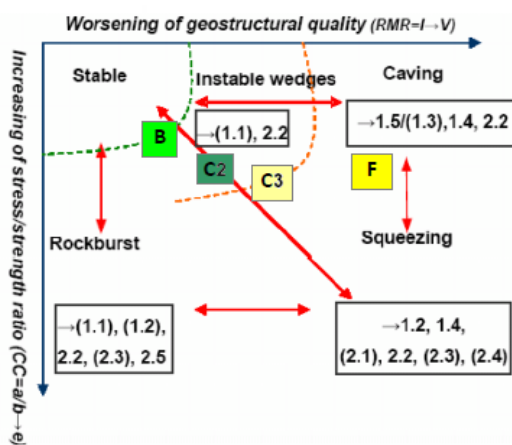 Worsening of geostructural quality (RMR=I→V)
Increasing of stress/strength ratio (CC=a/b→e)
Stable
Instable wedges
Caving
→(1.1), 2.2
→1.5/(1.3),1.4, 2.2
B
C2
C3
F
Rockburst
Squeezing
→(1.1), (1.2),
2.2, (2.3), 2.5
→1.2, 1.4,
(2.1), 2.2, (2.3), (2.4)